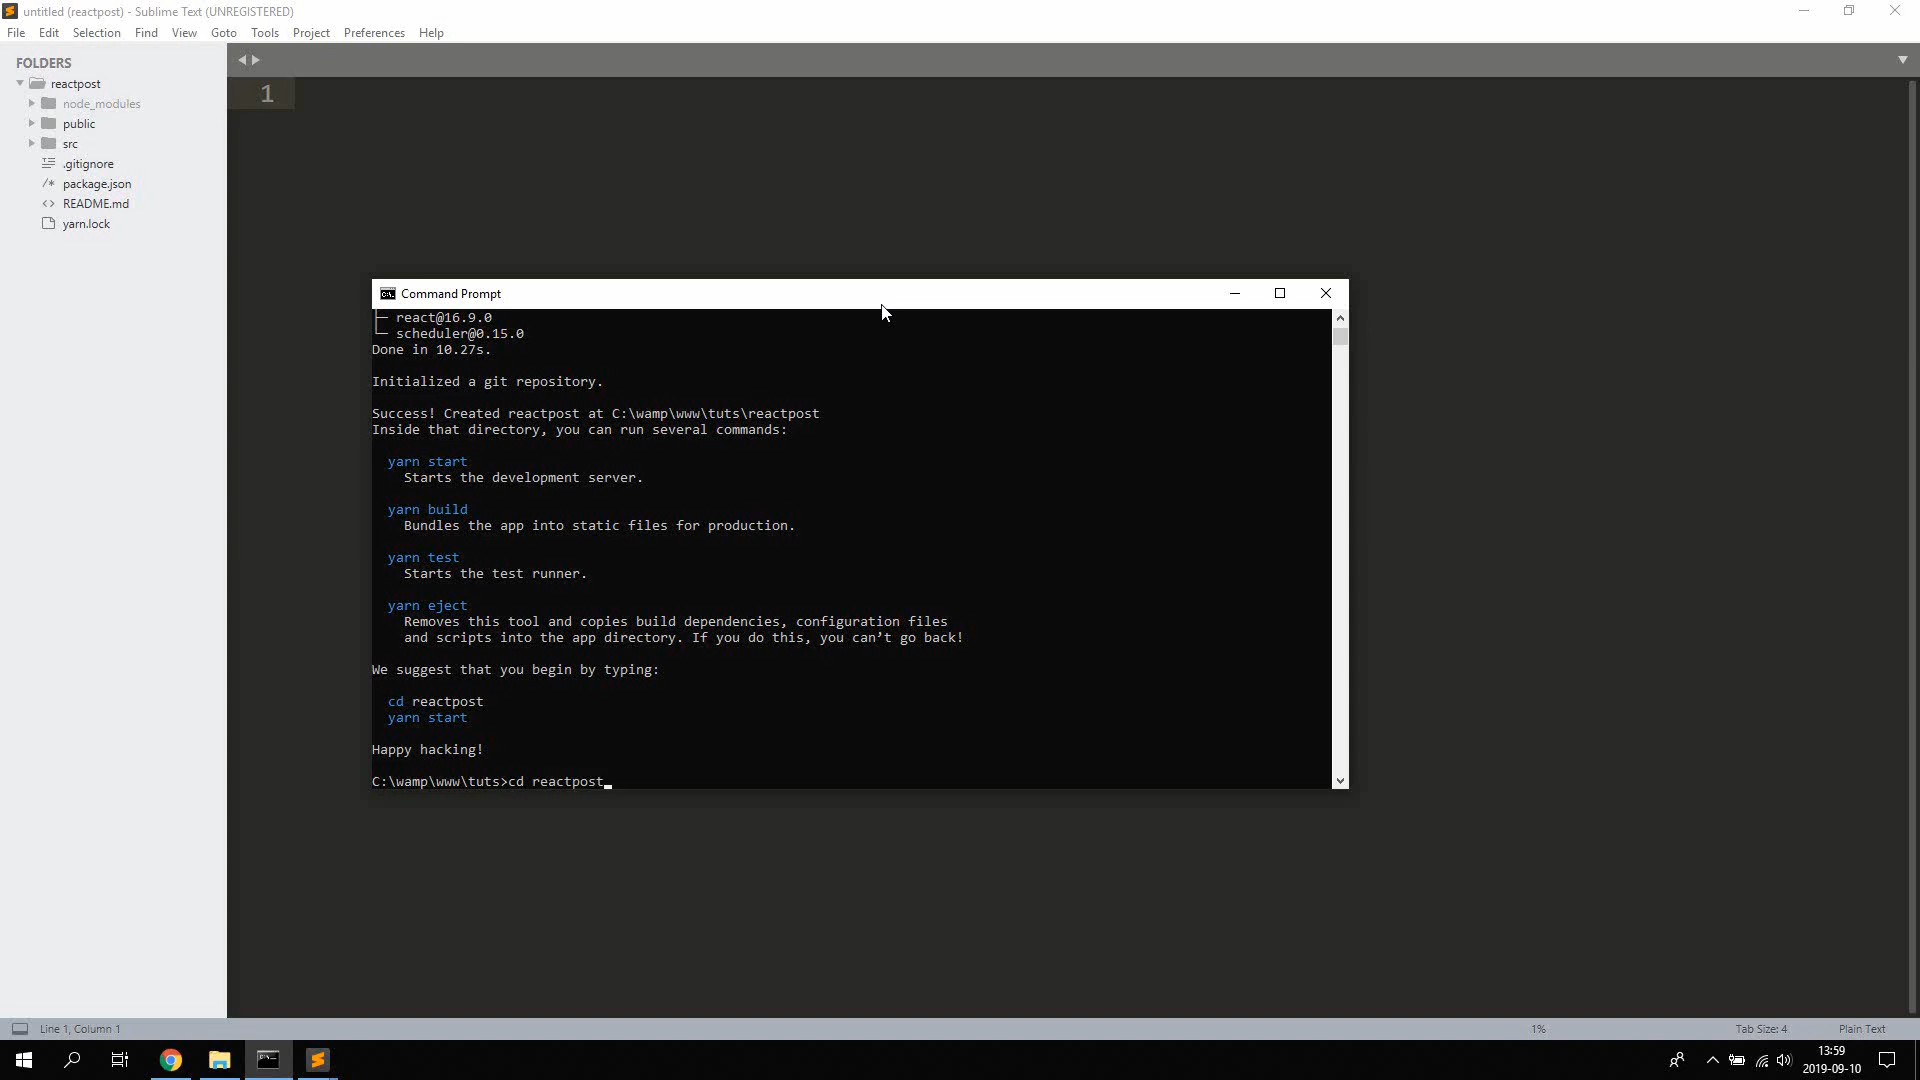 untitled (reactpost) - Sublime Text (UNREGISTERED)
File Edit Selection Find View Goto Tools Project Preferences Help
FOLDERS
reactpost
node_modules
public
src
.gitignore
package.json
README.md
yarn.lock
1
Command Prompt
├─ react@16.9.0
└─ scheduler@0.15.0
Done in 10.27s.
Initialized a git repository.
Success! Created reactpost at C:\wamp\www\tuts\reactpost
Inside that directory, you can run several commands:
yarn start
Starts the development server.
yarn build
Bundles the app into static files for production.
yarn test
Starts the test runner.
yarn eject
Removes this tool and copies build dependencies, configuration files
and scripts into the app directory. If you do this, you can’t go back!
We suggest that you begin by typing:
cd reactpost
yarn start
Happy hacking!
C:\wamp\www\tuts>cd reactpost_
Line 1, Column 1
1%
Tab Size: 4
Plain Text
13:59
2019-09-10